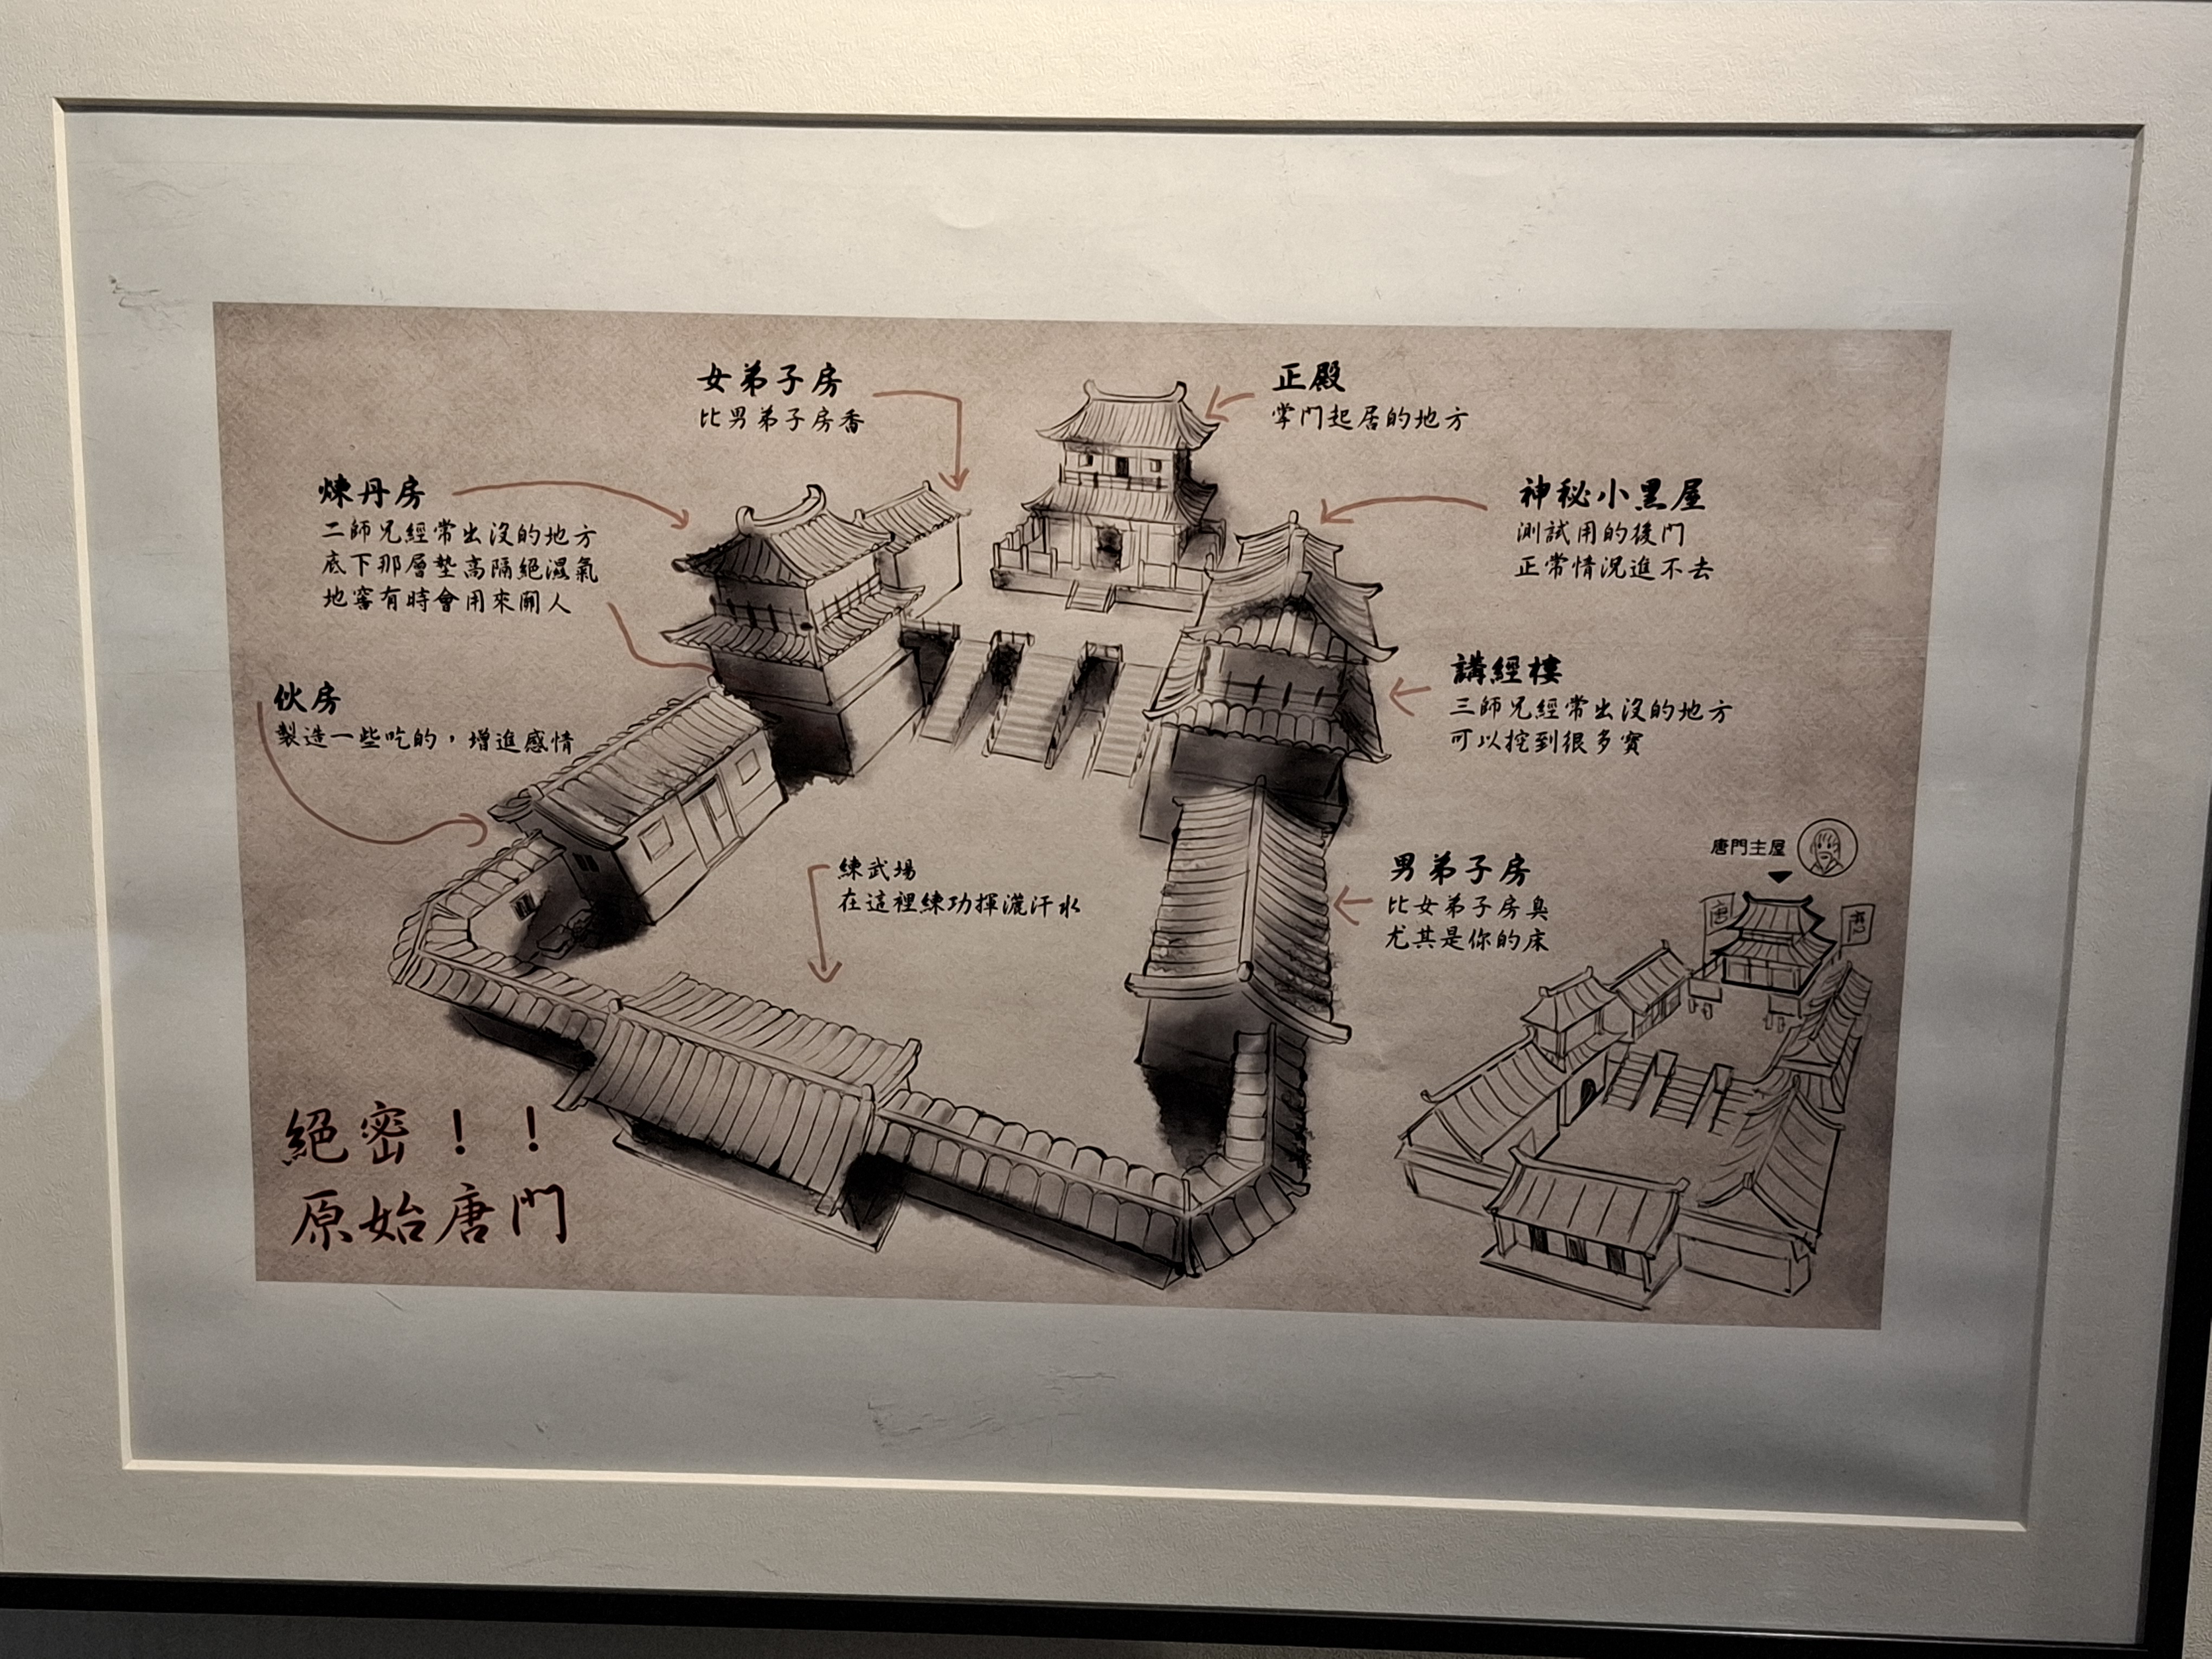 女弟子房
比男弟子房香
正殿
掌門起居的地方
煉丹房
二師兄經常出沒的地方
底下那層墊高隔絕濕氣
地窖有時會用來關人
神秘小黑屋
測試用的後門
正常情況進不去
伙房
製造一些吃的，增進感情
講經樓
三師兄經常出沒的地方
可以挖到很多寶
練武場
在這裡練功揮灑汗水
男弟子房
比女弟子房臭
尤其是你的床
唐門主屋
唐
唐
絕密！！
原始唐門